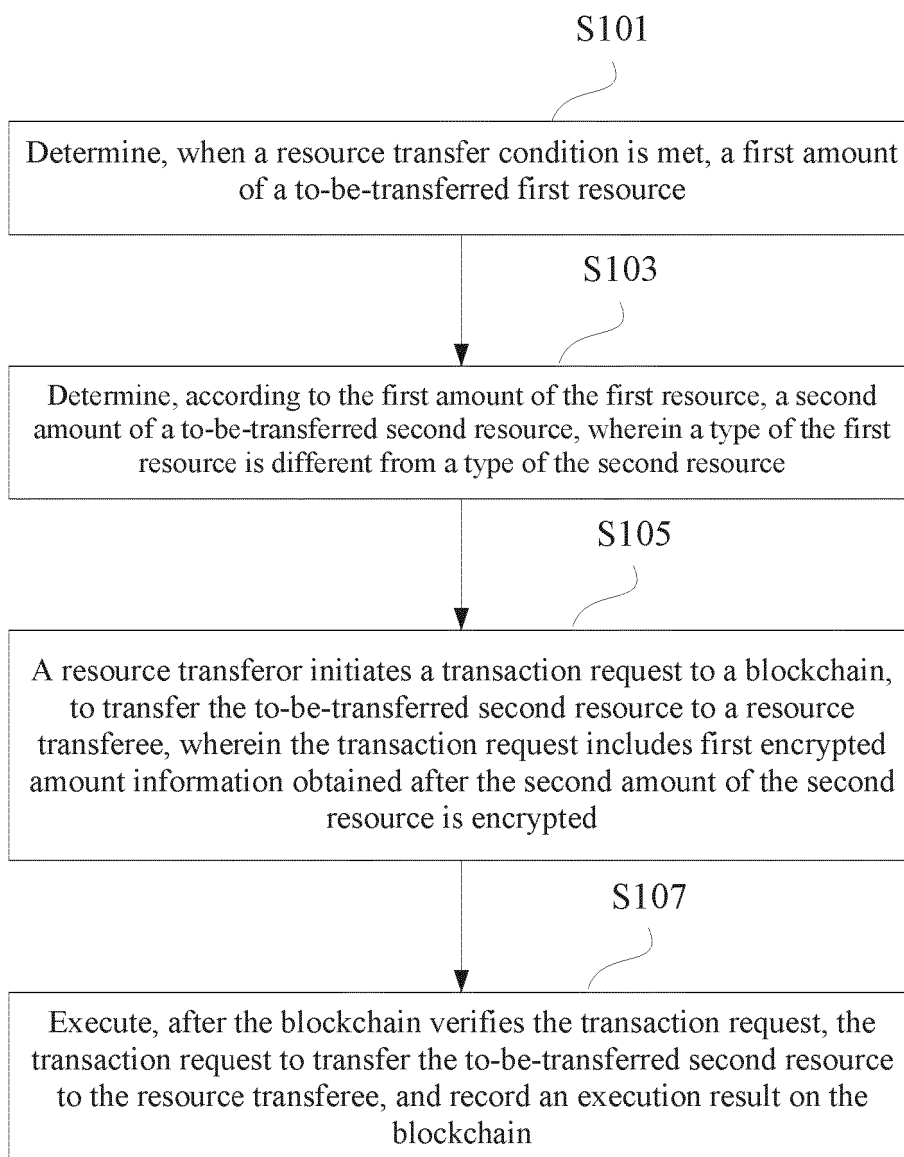 S101
Determine, when a resource transfer condition is met, a first amount
of a to-be-transferred first resource
S103
Determine, according to the first amount of the first resource, a second
amount of a to-be-transferred second resource, wherein a type of the first
resource is different from a type of the second resource
S105
A resource transferor initiates a transaction request to a blockchain,
to transfer the to-be-transferred second resource to a resource
transferee, wherein the transaction request includes first encrypted
amount information obtained after the second amount of the second
resource is encrypted
S107
Execute, after the blockchain verifies the transaction request, the
transaction request to transfer the to-be-transferred second resource
to the resource transferee, and record an execution result on the
blockchain